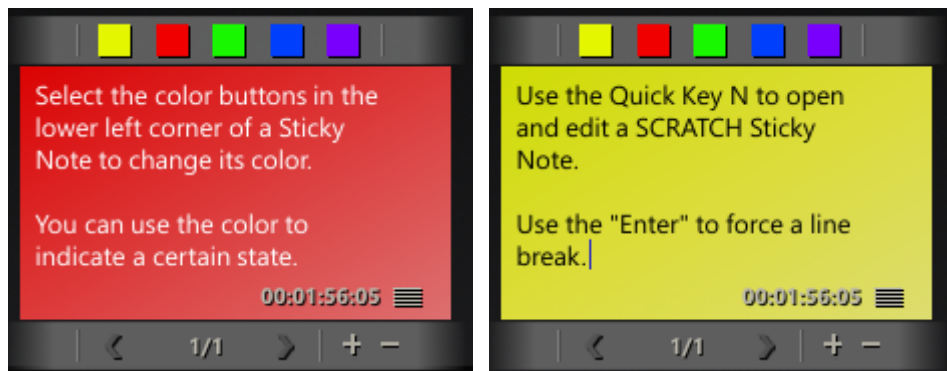 Select the color buttons in the
lower left corner of a Sticky
Note to change its color.
You can use the color to
indicate a certain state.
00:01:56:05
1/1
Use the Quick Key N to open
and edit a SCRATCH Sticky
Note.
Use the "Enter" to force a line
break.
00:01:56:05
1/1